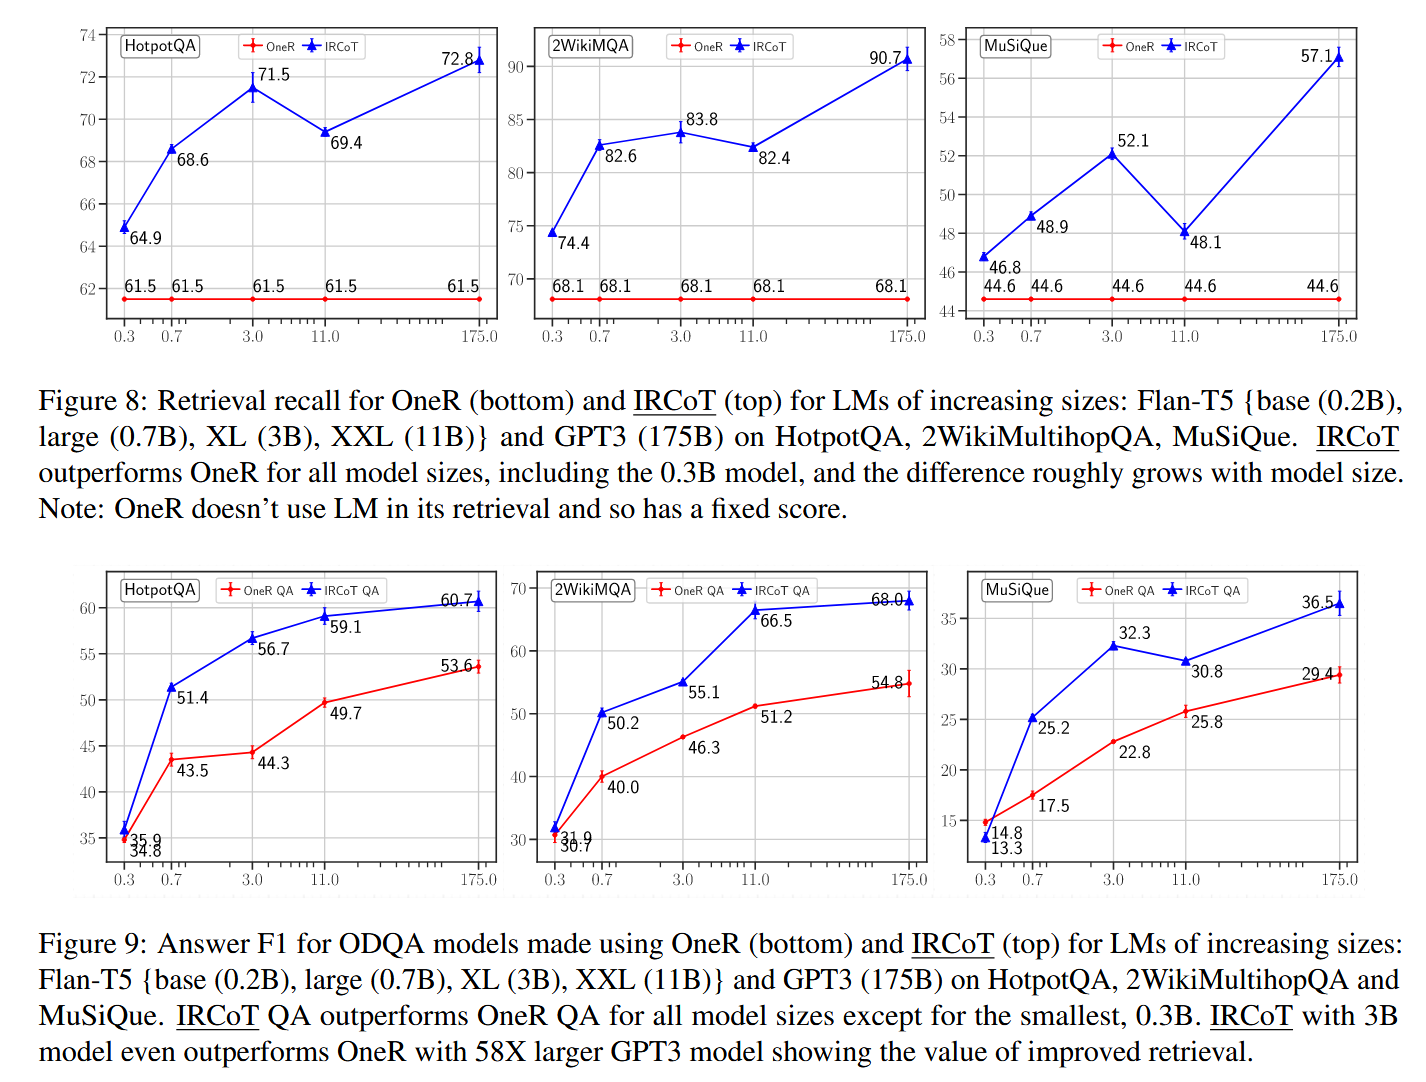 HotpotQA OneR IRCoT
74
72
70
68
66
64
62
64.9 68.6 71.5 69.4 72.8
61.5 61.5 61.5 61.5 61.5
0.3 0.7 3.0 11.0 175.0
2WikiMQA OneR IRCoT
90
85
80
75
70
74.4 82.6 83.8 82.4 90.7
68.1 68.1 68.1 68.1 68.1
0.3 0.7 3.0 11.0 175.0
MuSiQue OneR IRCoT
58
56
54
52
50
48
46
44
46.8 48.9 52.1 48.1 57.1
44.6 44.6 44.6 44.6 44.6
0.3 0.7 3.0 11.0 175.0
Figure 8: Retrieval recall for OneR (bottom) and IRCoT (top) for LMs of increasing sizes: Flan-T5 {base (0.2B),
large (0.7B), XL (3B), XXL (11B)} and GPT3 (175B) on HotpotQA, 2WikiMultihopQA, MuSiQue. IRCoT
outperforms OneR for all model sizes, including the 0.3B model, and the difference roughly grows with model size.
Note: OneR doesn't use LM in its retrieval and so has a fixed score.
HotpotQA OneR QA IRCoT QA
60
55
50
45
40
35
35.9 51.4 56.7 59.1 60.7
34.8 43.5 44.3 49.7 53.6
0.3 0.7 3.0 11.0 175.0
2WikiMQA OneR QA IRCoT QA
70
60
50
40
30
31.9 50.2 55.1 66.5 68.0
30.7 40.0 46.3 51.2 54.8
0.3 0.7 3.0 11.0 175.0
MuSiQue OneR QA IRCoT QA
35
30
25
20
15
13.3 25.2 32.3 30.8 36.5
14.8 17.5 22.8 25.8 29.4
0.3 0.7 3.0 11.0 175.0
Figure 9: Answer F1 for ODQA models made using OneR (bottom) and IRCoT (top) for LMs of increasing sizes:
Flan-T5 {base (0.2B), large (0.7B), XL (3B), XXL (11B)} and GPT3 (175B) on HotpotQA, 2WikiMultihopQA and
MuSiQue. IRCoT QA outperforms OneR QA for all model sizes except for the smallest, 0.3B. IRCoT with 3B
model even outperforms OneR with 58X larger GPT3 model showing the value of improved retrieval.